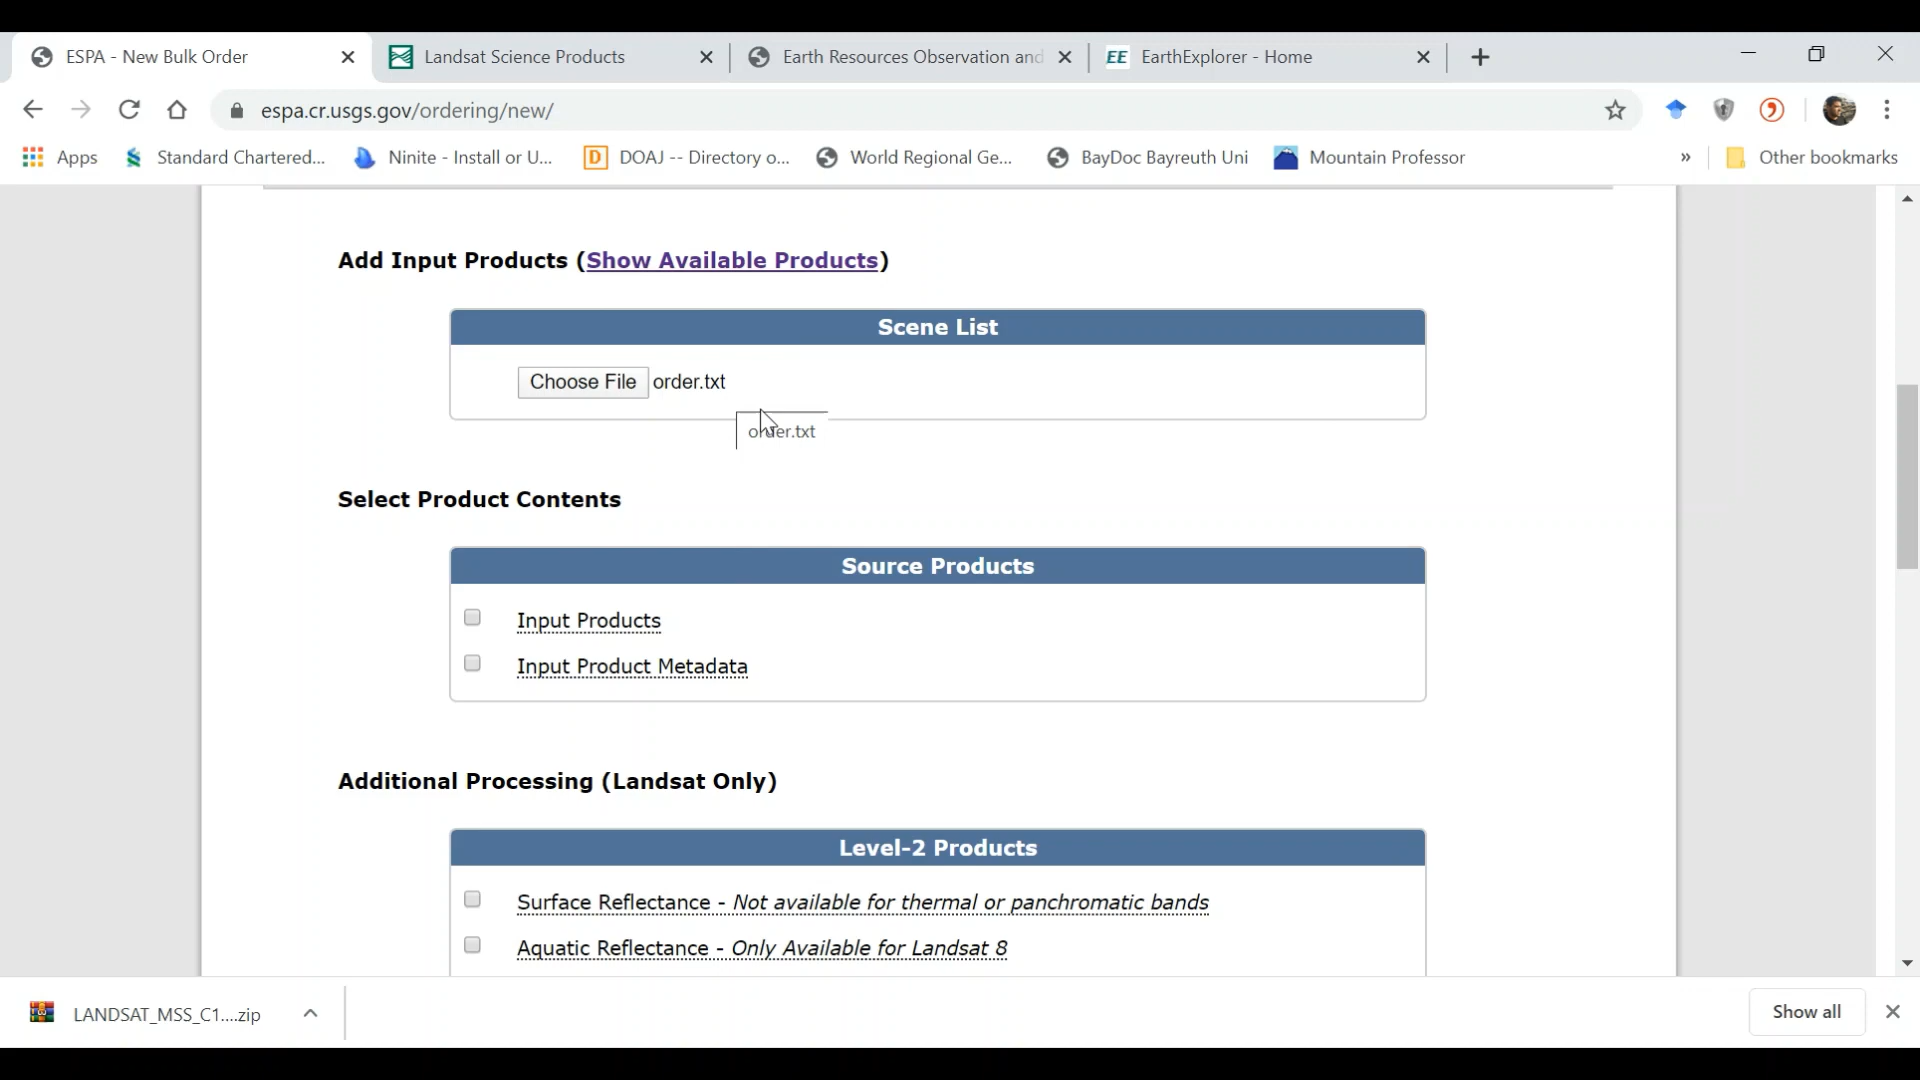 ESPA - New Bulk Order
Landsat Science Products
Earth Resources Observation and
EE EarthExplorer - Home
espa.cr.usgs.gov/ordering/new/
Apps
Standard Chartered...
Ninite - Install or U...
D DOAJ -- Directory o...
World Regional Ge...
BayDoc Bayreuth Uni
Mountain Professor
»
Other bookmarks
Add Input Products (Show Available Products)
Scene List
Choose File order.txt
order.txt
Select Product Contents
Source Products
Input Products
Input Product Metadata
Additional Processing (Landsat Only)
Level-2 Products
Surface Reflectance - Not available for thermal or panchromatic bands
Aquatic Reflectance - Only Available for Landsat 8
LANDSAT_MSS_C1....zip
Show all